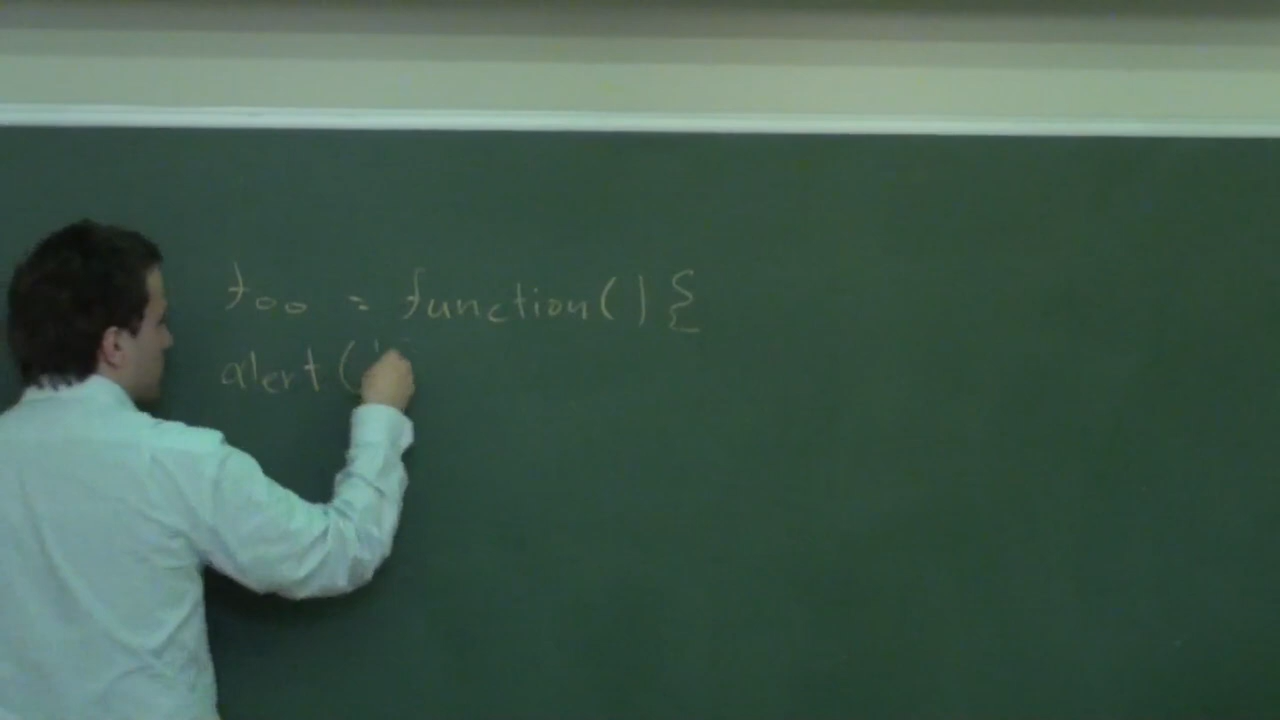 foo = function() {
alert('